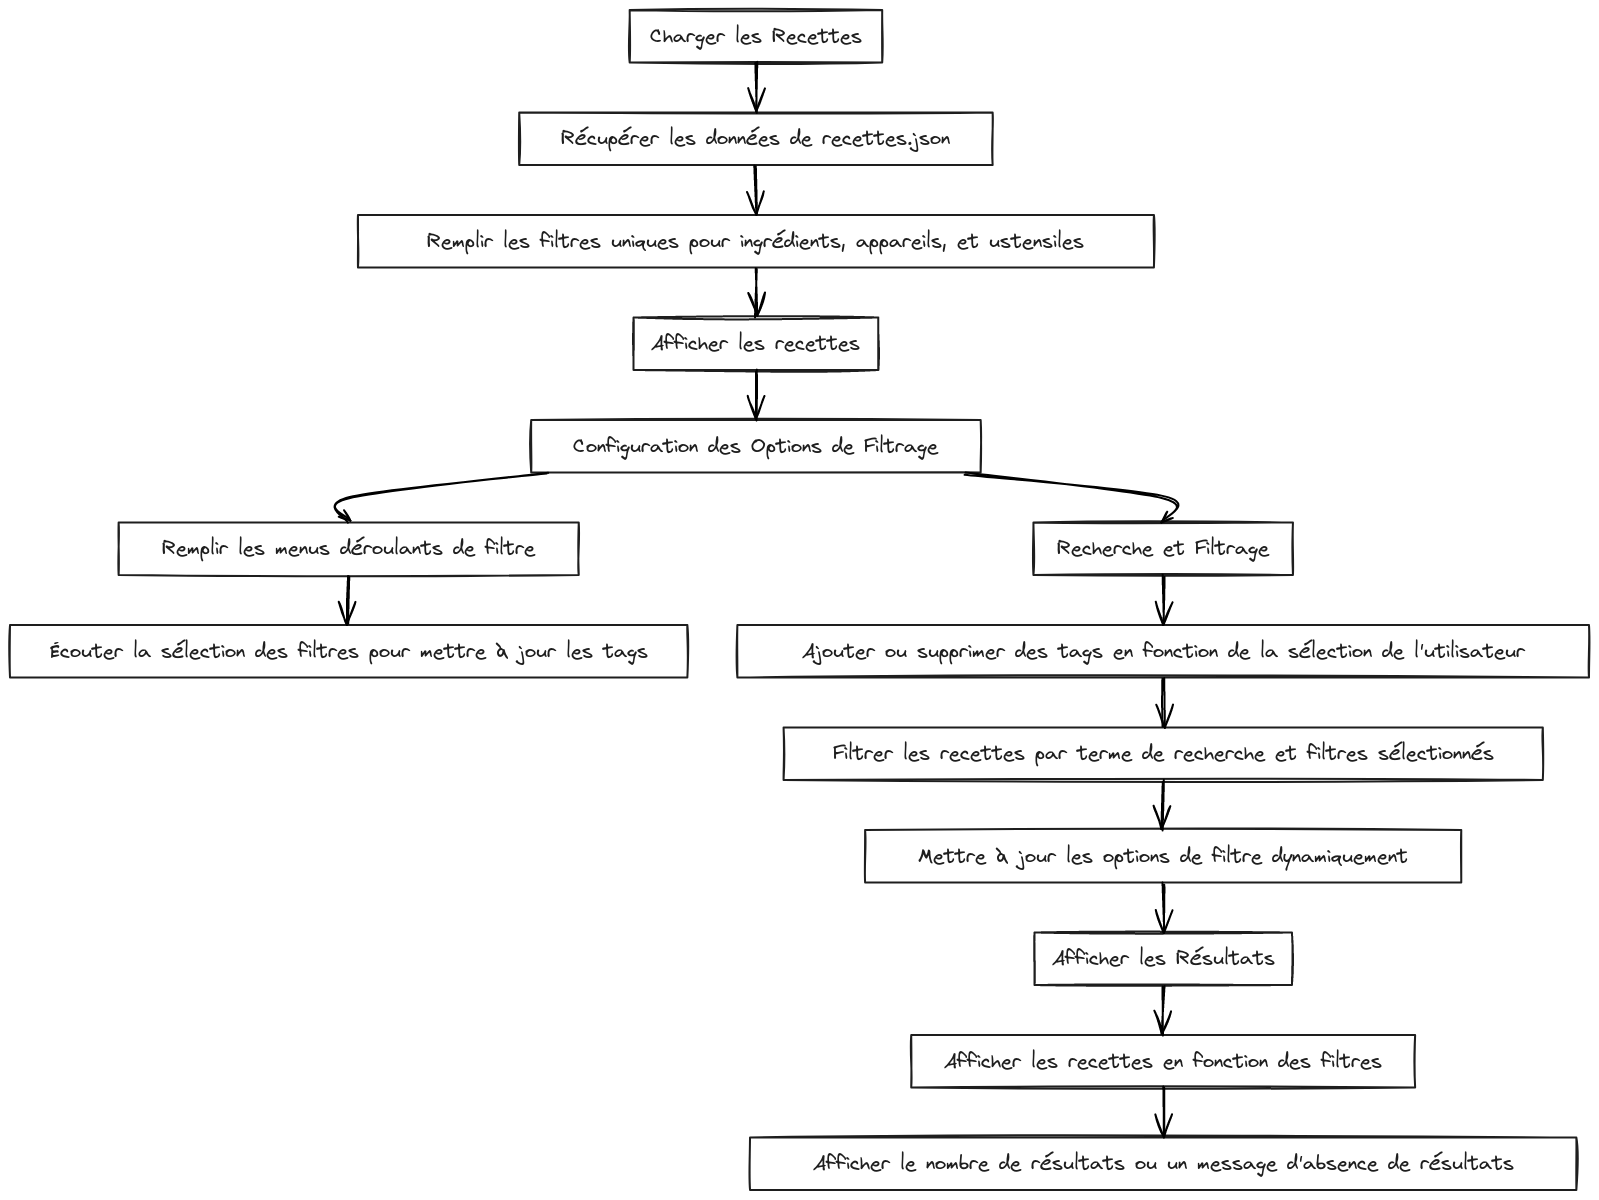 Charger les Recettes
Récupérer les données de recettes.json
Remplir les filtres uniques pour ingrédients, appareils, et ustensiles
Afficher les recettes
Configuration des Options de Filtrage
Remplir les menus déroulants de filtre
Recherche et Filtrage
Écouter la sélection des filtres pour mettre à jour les tags
Ajouter ou supprimer des tags en fonction de la sélection de l'utilisateur
Filtrer les recettes par terme de recherche et filtres sélectionnés
Mettre à jour les options de filtre dynamiquement
Afficher les Résultats
Afficher les recettes en fonction des filtres
Afficher le nombre de résultats ou un message d'absence de résultats